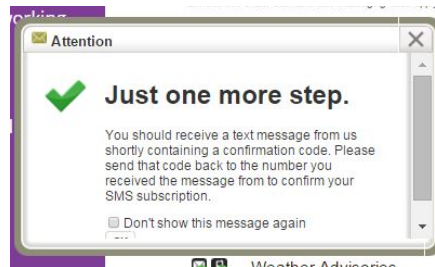 Attention
Just one more step.
You should receive a text message from us
shortly containing a confirmation code. Please
send that code back to the number you
received the message from to confirm your
SMS subscription.
Don't show this message again
Weather Advisories